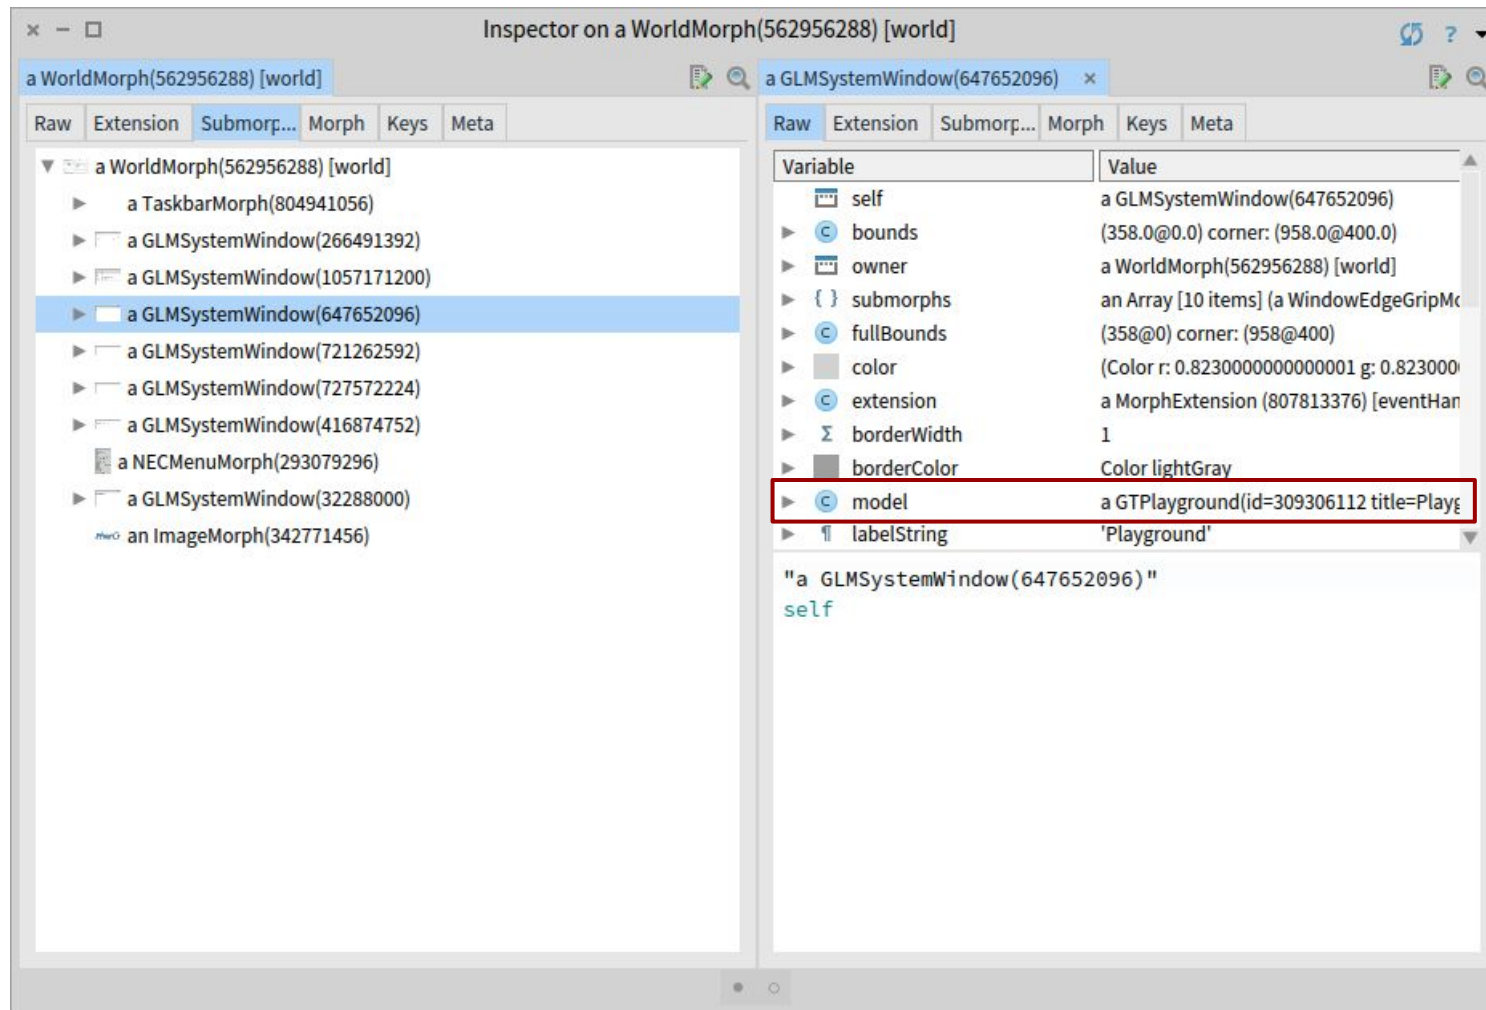 Inspector on a WorldMorph(562956288) [world]
?
a WorldMorph(562956288) [world]
Raw Extension Submorp... Morph Keys Meta
a WorldMorph(562956288) [world]
a TaskbarMorph(804941056)
a GLMSystemWindow(266491392)
a GLMSystemWindow(1057171200)
a GLMSystemWindow(647652096)
a GLMSystemWindow(721262592)
a GLMSystemWindow(727572224)
a GLMSystemWindow(416874752)
a NECMenuMorph(293079296)
a GLMSystemWindow(32288000)
an ImageMorph(342771456)
a GLMSystemWindow(647652096)
Raw Extension Submorp... Morph Keys Meta
Variable Value
self a GLMSystemWindow(647652096)
bounds (358.0@0.0) corner: (958.0@400.0)
owner a WorldMorph(562956288) [world]
{ } submorphs an Array [10 items] (a WindowEdgeGripMo
fullBounds (358@0) corner: (958@400)
color (Color r: 0.8230000000000001 g: 0.823000
extension a MorphExtension (807813376) [eventHan
Σ borderWidth 1
borderColor Color lightGray
model a GTPlayground(id=309306112 title=Playg
¶ labelString 'Playground'
"a GLMSystemWindow(647652096)"
self